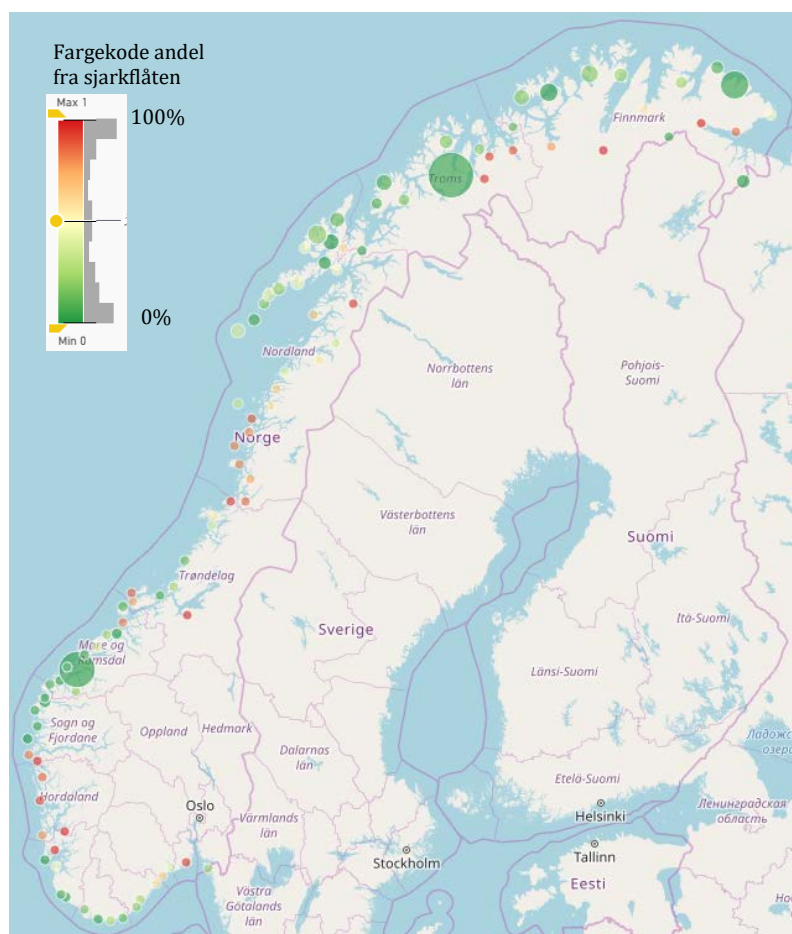 Fargekode andel
fra sjarkflåten
Max 1
100%
0%
Min 0
Finnmark
Troms
Nordland
Norrbottens
län
Pohjois-
Suomi
Norge
Västerbottens
län
Suomi
Trøndelag
Sverige
Itä-Suomi
Møre og
Romsdal
Länsi-Suomi
Sogn og
Fjordane
Oppland
Hedmark
Dalarnas
län
Etelä-Suomi
Hordaland
Oslo
Helsinki
Ленинградская
область
Värmlands
län
Stockholm
Tallinn
Eesti
Västra
Götalands
län